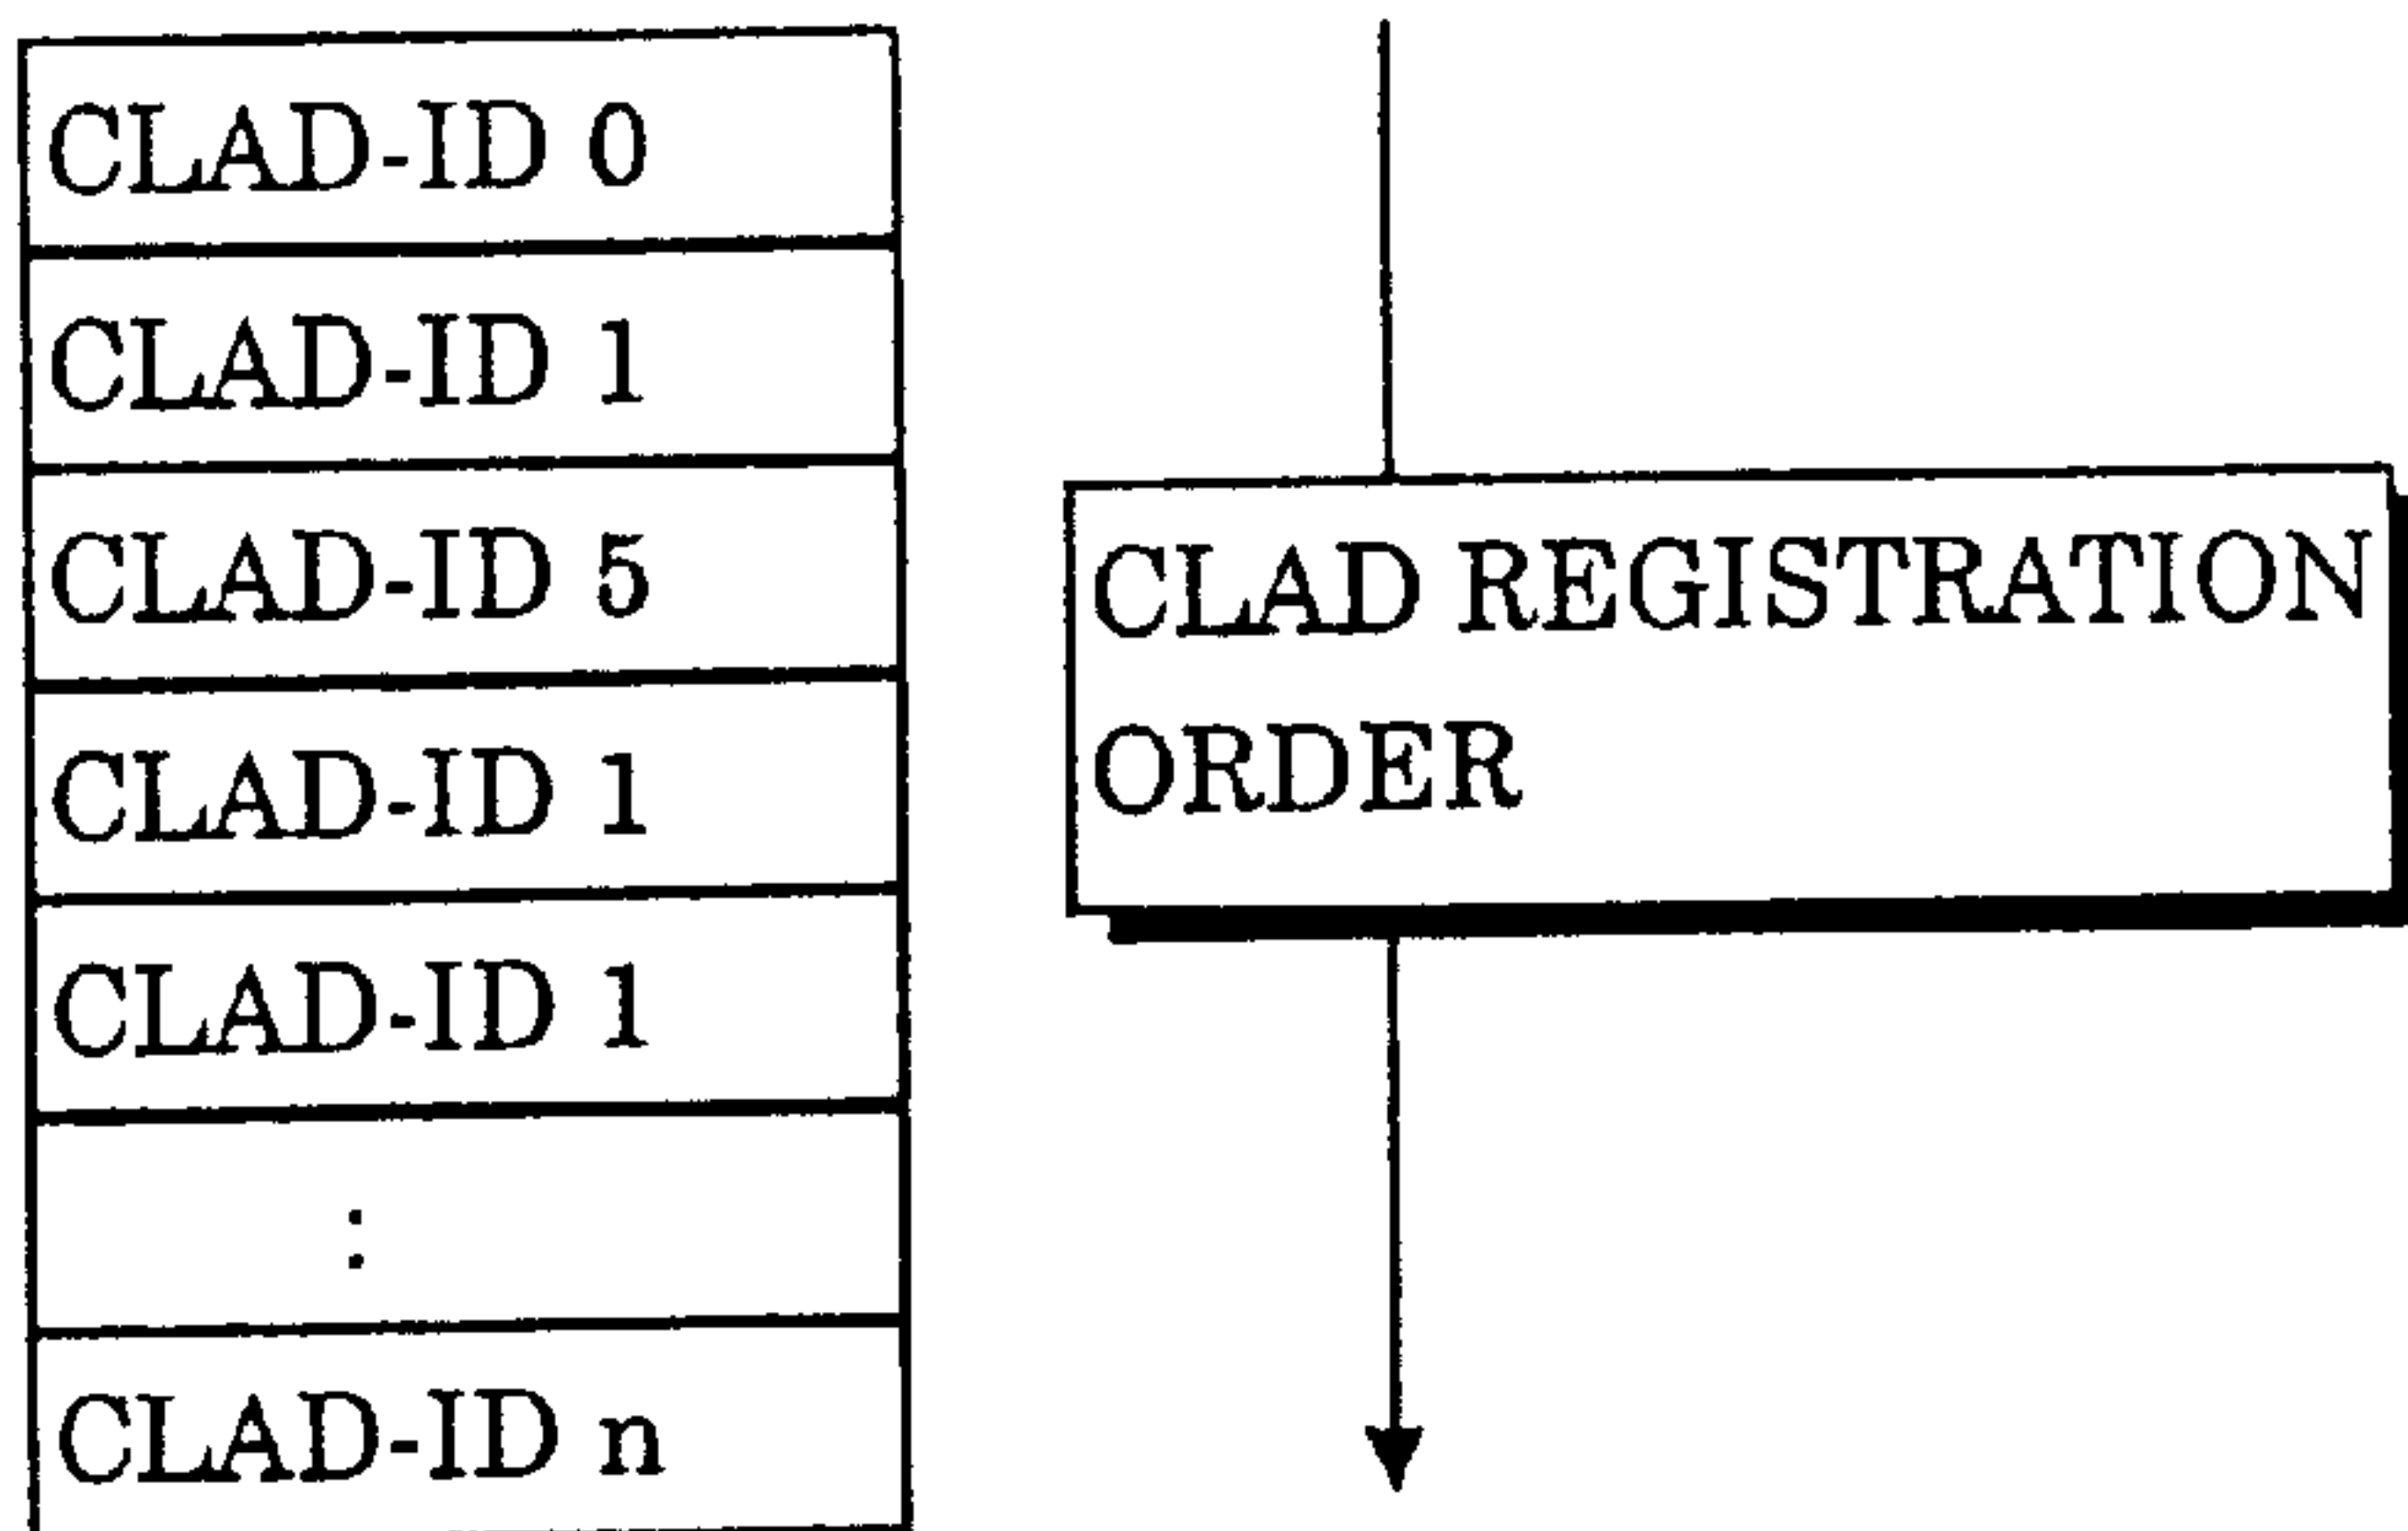 CLAD-ID 0
CLAD-ID 1
CLAD-ID 5
CLAD-ID 1
CLAD-ID 1
:
CLAD-ID n
CLAD REGISTRATION
ORDER